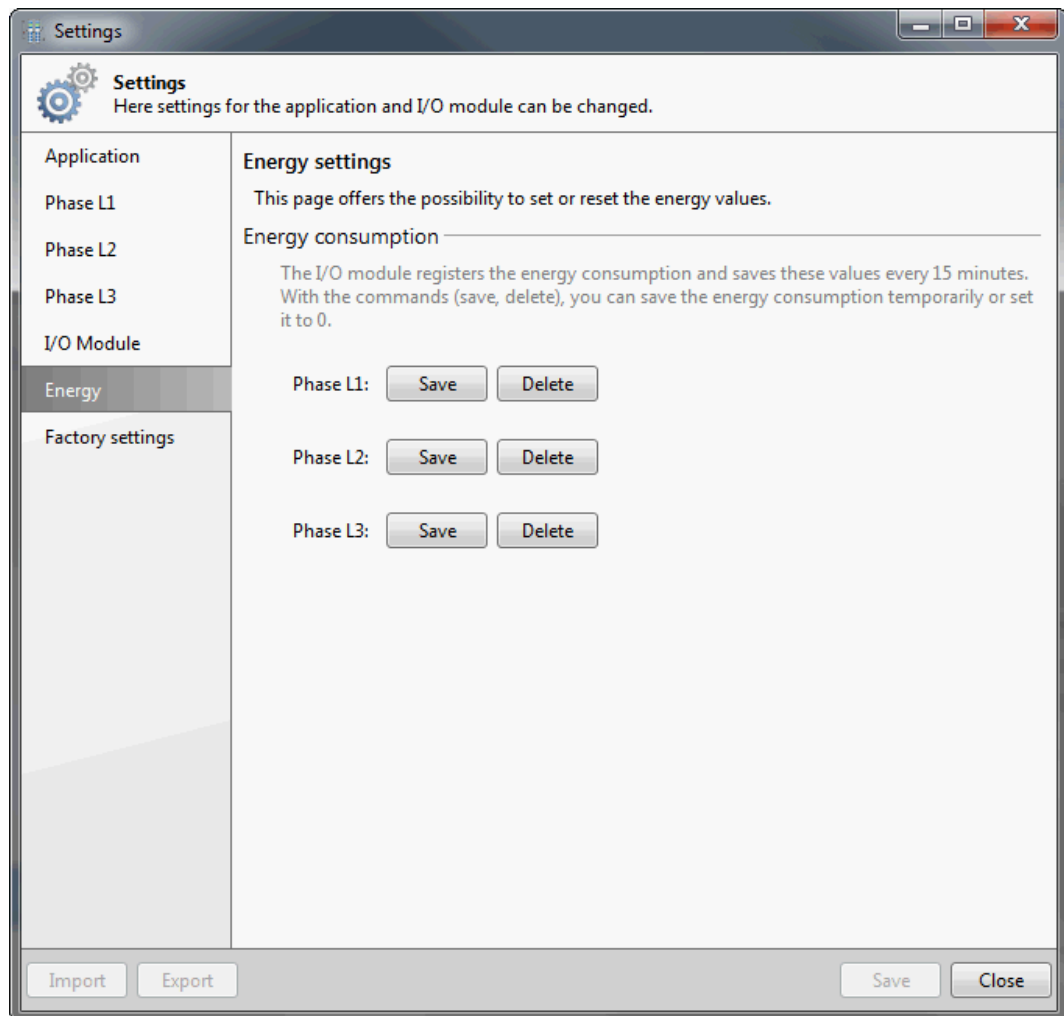 Settings
Settings
Here settings for the application and I/O module can be changed.
Application
Phase L1
Phase L2
Phase L3
I/O Module
Energy
Factory settings
Energy settings
This page offers the possibility to set or reset the energy values.
Energy consumption
The I/O module registers the energy consumption and saves these values every 15 minutes.
With the commands (save, delete), you can save the energy consumption temporarily or set
it to 0.
Phase L1: Save Delete
Phase L2: Save Delete
Phase L3: Save Delete
Import Export Save Close